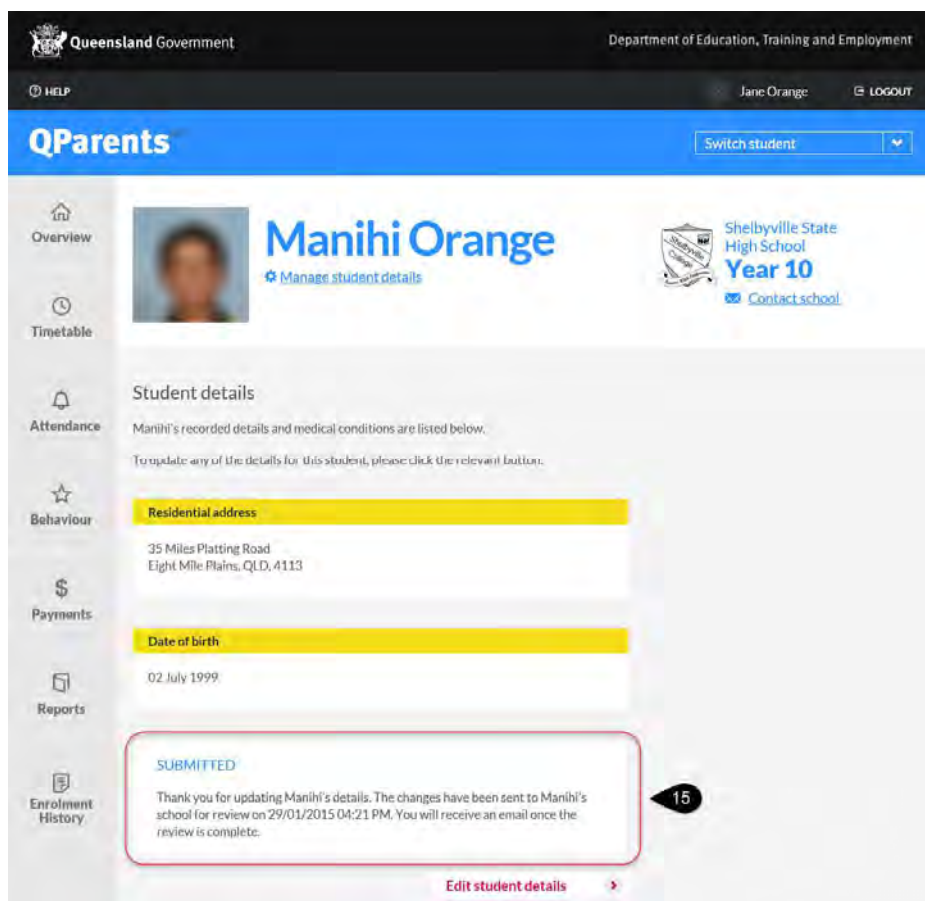 Queensland Government
Department of Education, Training and Employment
HELP
Jane Orange
LOGOUT
QParents
Switch student
Overview
Timetable
Attendance
Behaviour
Payments
Reports
Enrolment
History
Manihi Orange
Manage student details
Shelbyville
College
Shelbyville State
High School
Year 10
Contact school
Student details
Manihi's recorded details and medical conditions are listed below.
To update any of the details for this student, please click the relevant button.
Residential address
35 Miles Platting Road
Eight Mile Plains, QLD, 4113
Date of birth
02 July 1999
SUBMITTED
Thank you for updating Manihi's details. The changes have been sent to Manihi's
school for review on 29/01/2015 04:21 PM. You will receive an email once the
review is complete.
15
Edit student details